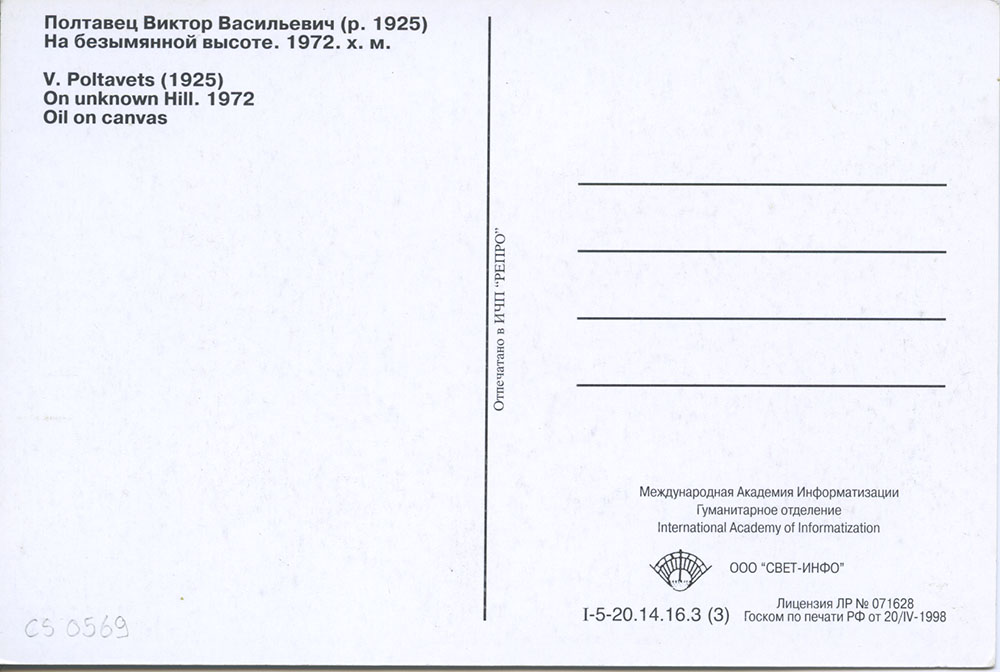 Полтавец Виктор Васильевич (р. 1925)
На безымянной высоте. 1972. х. м.
V. Poltavets (1925)
On unknown Hill. 1972
Oil on canvas
CS 0569
Отпечатано в ИЧП “РЕПРО”
Международная Академия Информатизации
Гуманитарное отделение
International Academy of Informatization
ООО “СВЕТ-ИНФО”
I-5-20.14.16.3 (3)
Лицензия ЛР № 071628
Госком по печати РФ от 20/IV-1998